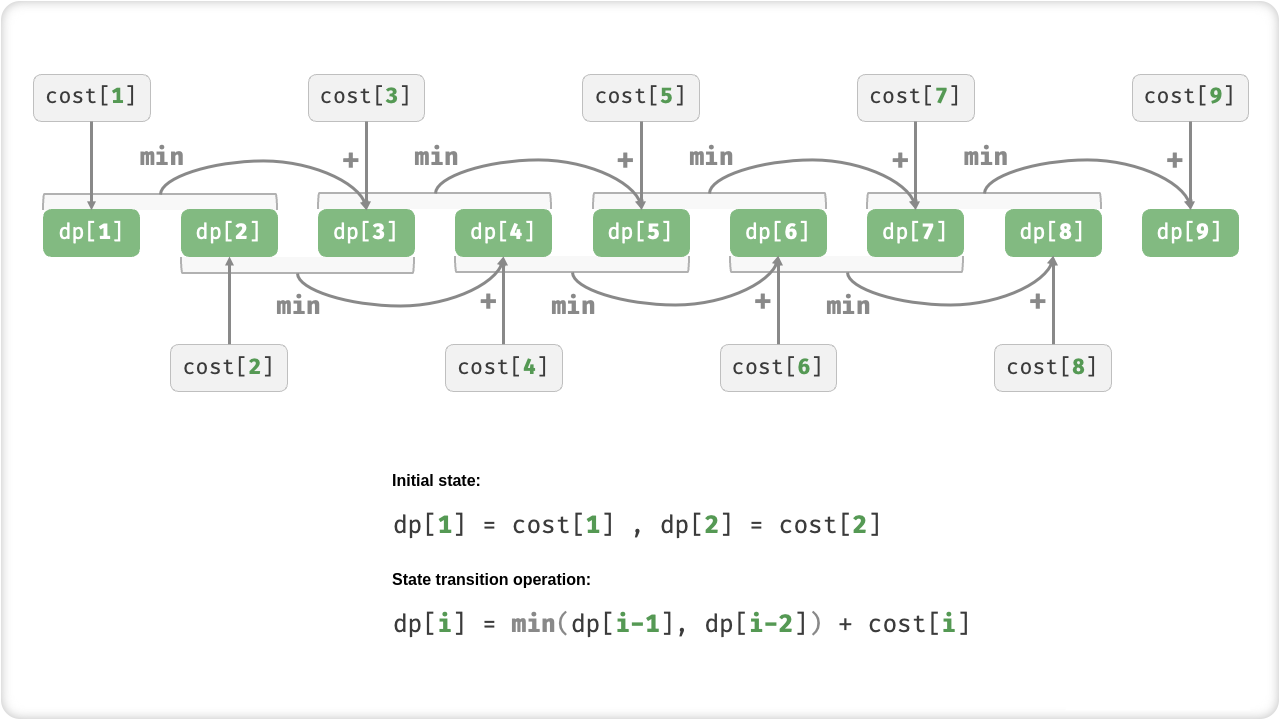 cost[1] cost[3] cost[5] cost[7] cost[9]
min + min + min + min +
dp[1] dp[2] dp[3] dp[4] dp[5] dp[6] dp[7] dp[8] dp[9]
min + min + min +
cost[2] cost[4] cost[6] cost[8]
Initial state:
dp[1] = cost[1] , dp[2] = cost[2]
State transition operation:
dp[i] = min(dp[i-1], dp[i-2]) + cost[i]